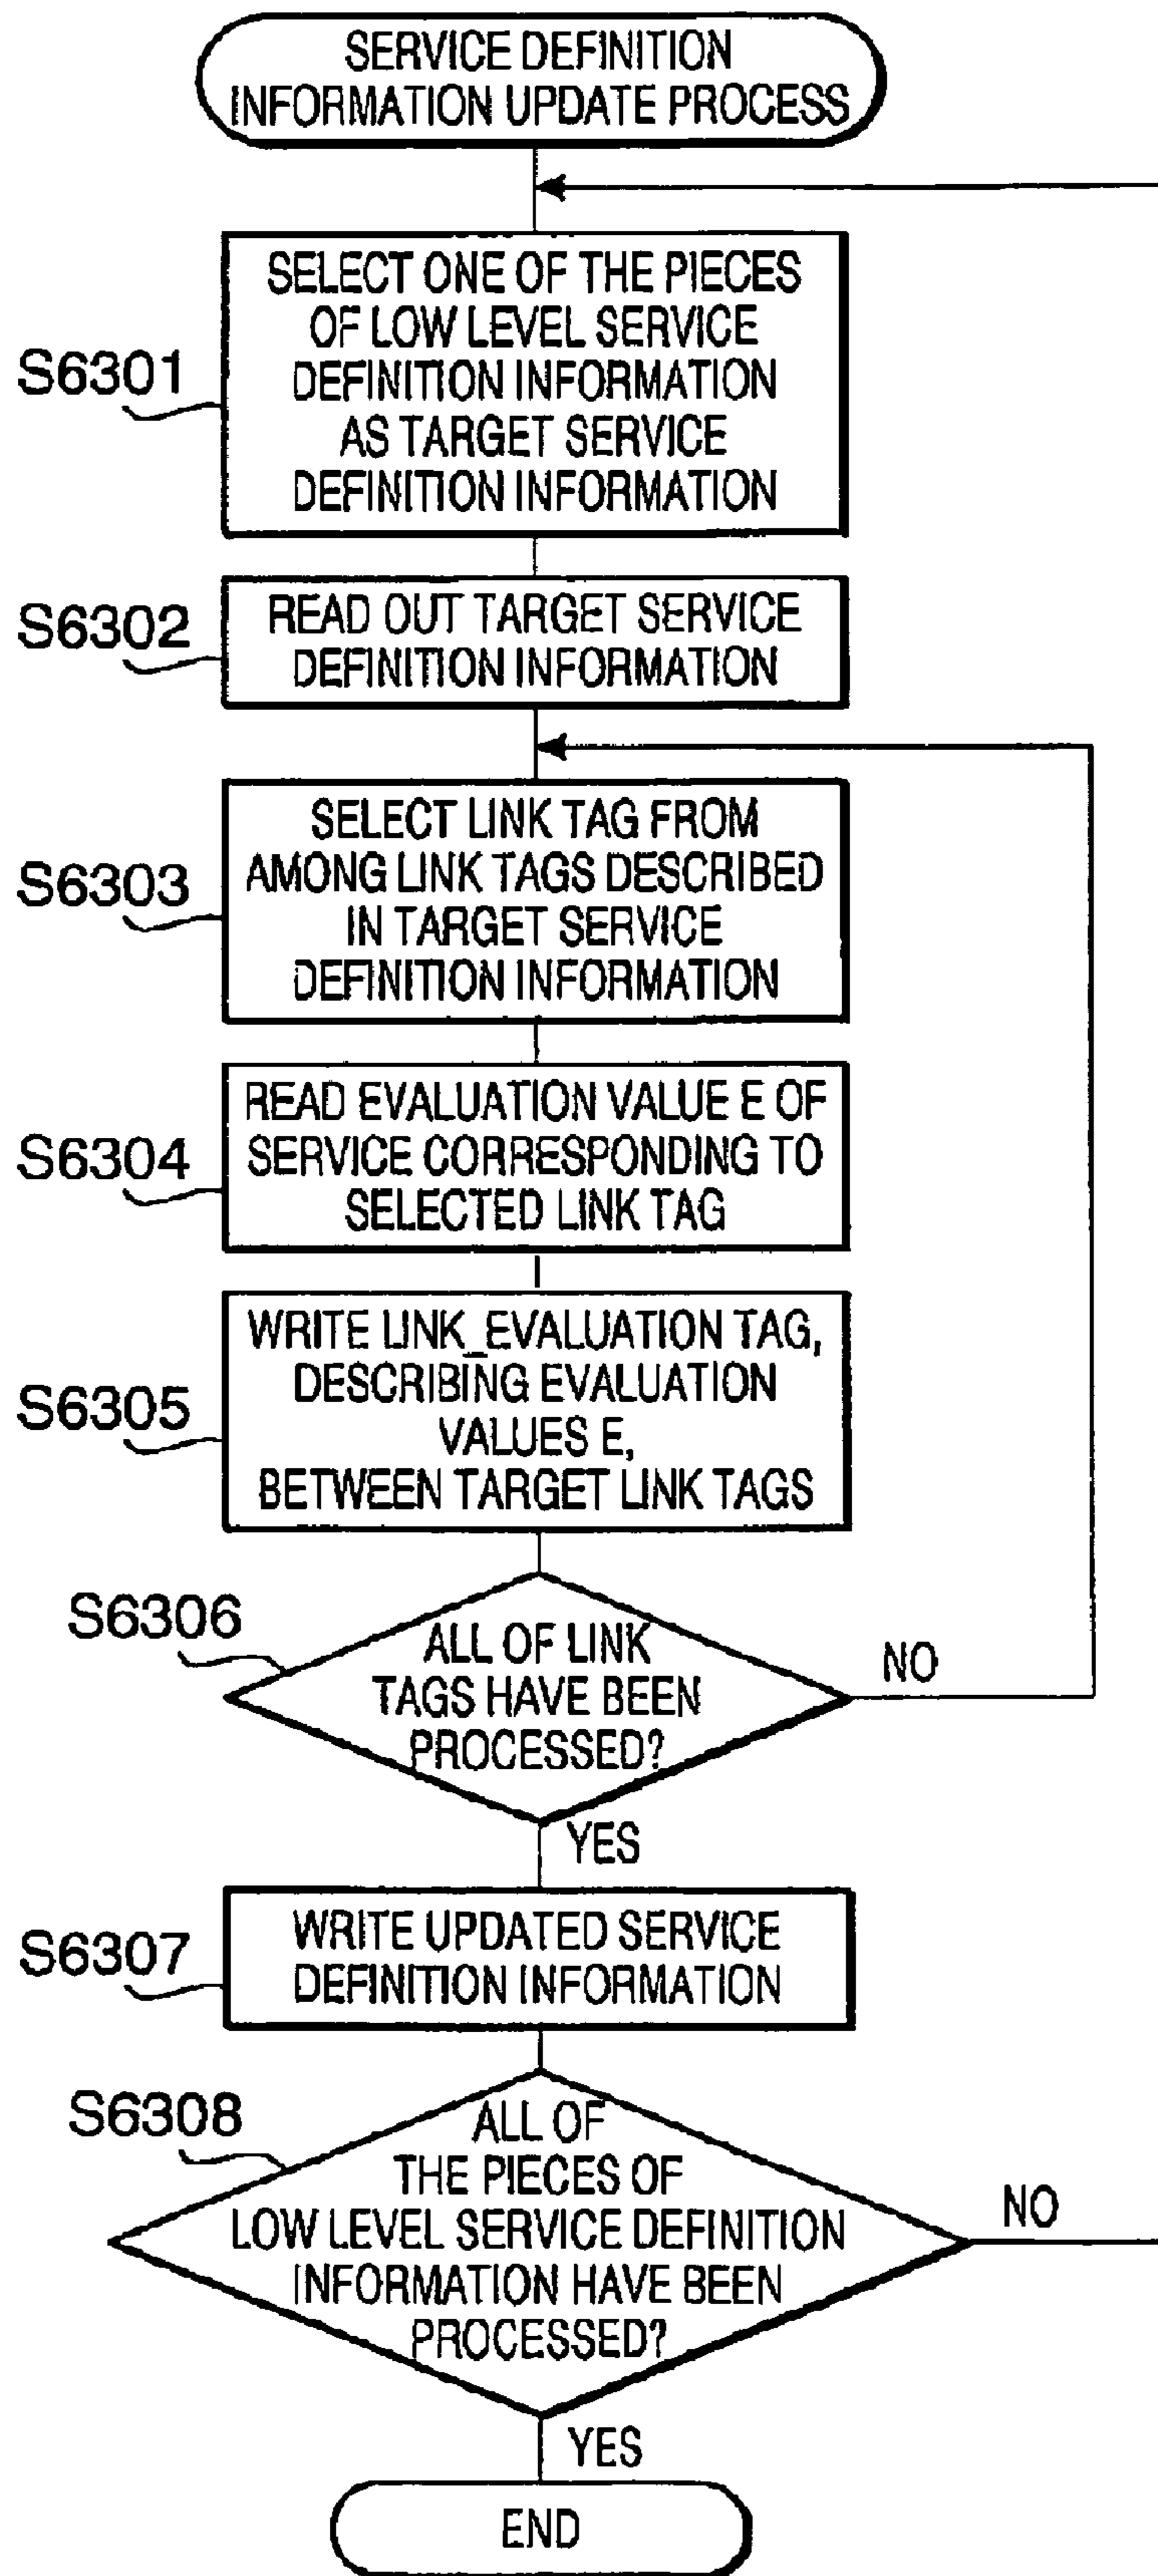 SERVICE DEFINITION
INFORMATION UPDATE PROCESS
S6301
SELECT ONE OF THE PIECES
OF LOW LEVEL SERVICE
DEFINITION INFORMATION
AS TARGET SERVICE
DEFINITION INFORMATION
S6302
READ OUT TARGET SERVICE
DEFINITION INFORMATION
S6303
SELECT LINK TAG FROM
AMONG LINK TAGS DESCRIBED
IN TARGET SERVICE
DEFINITION INFORMATION
S6304
READ EVALUATION VALUE E OF
SERVICE CORRESPONDING TO
SELECTED LINK TAG
S6305
WRITE LINK_EVALUATION TAG,
DESCRIBING EVALUATION
VALUES E,
BETWEEN TARGET LINK TAGS
S6306
ALL OF LINK
TAGS HAVE BEEN
PROCESSED?
NO
YES
S6307
WRITE UPDATED SERVICE
DEFINITION INFORMATION
S6308
ALL OF
THE PIECES OF
LOW LEVEL SERVICE DEFINITION
INFORMATION HAVE BEEN
PROCESSED?
NO
YES
END